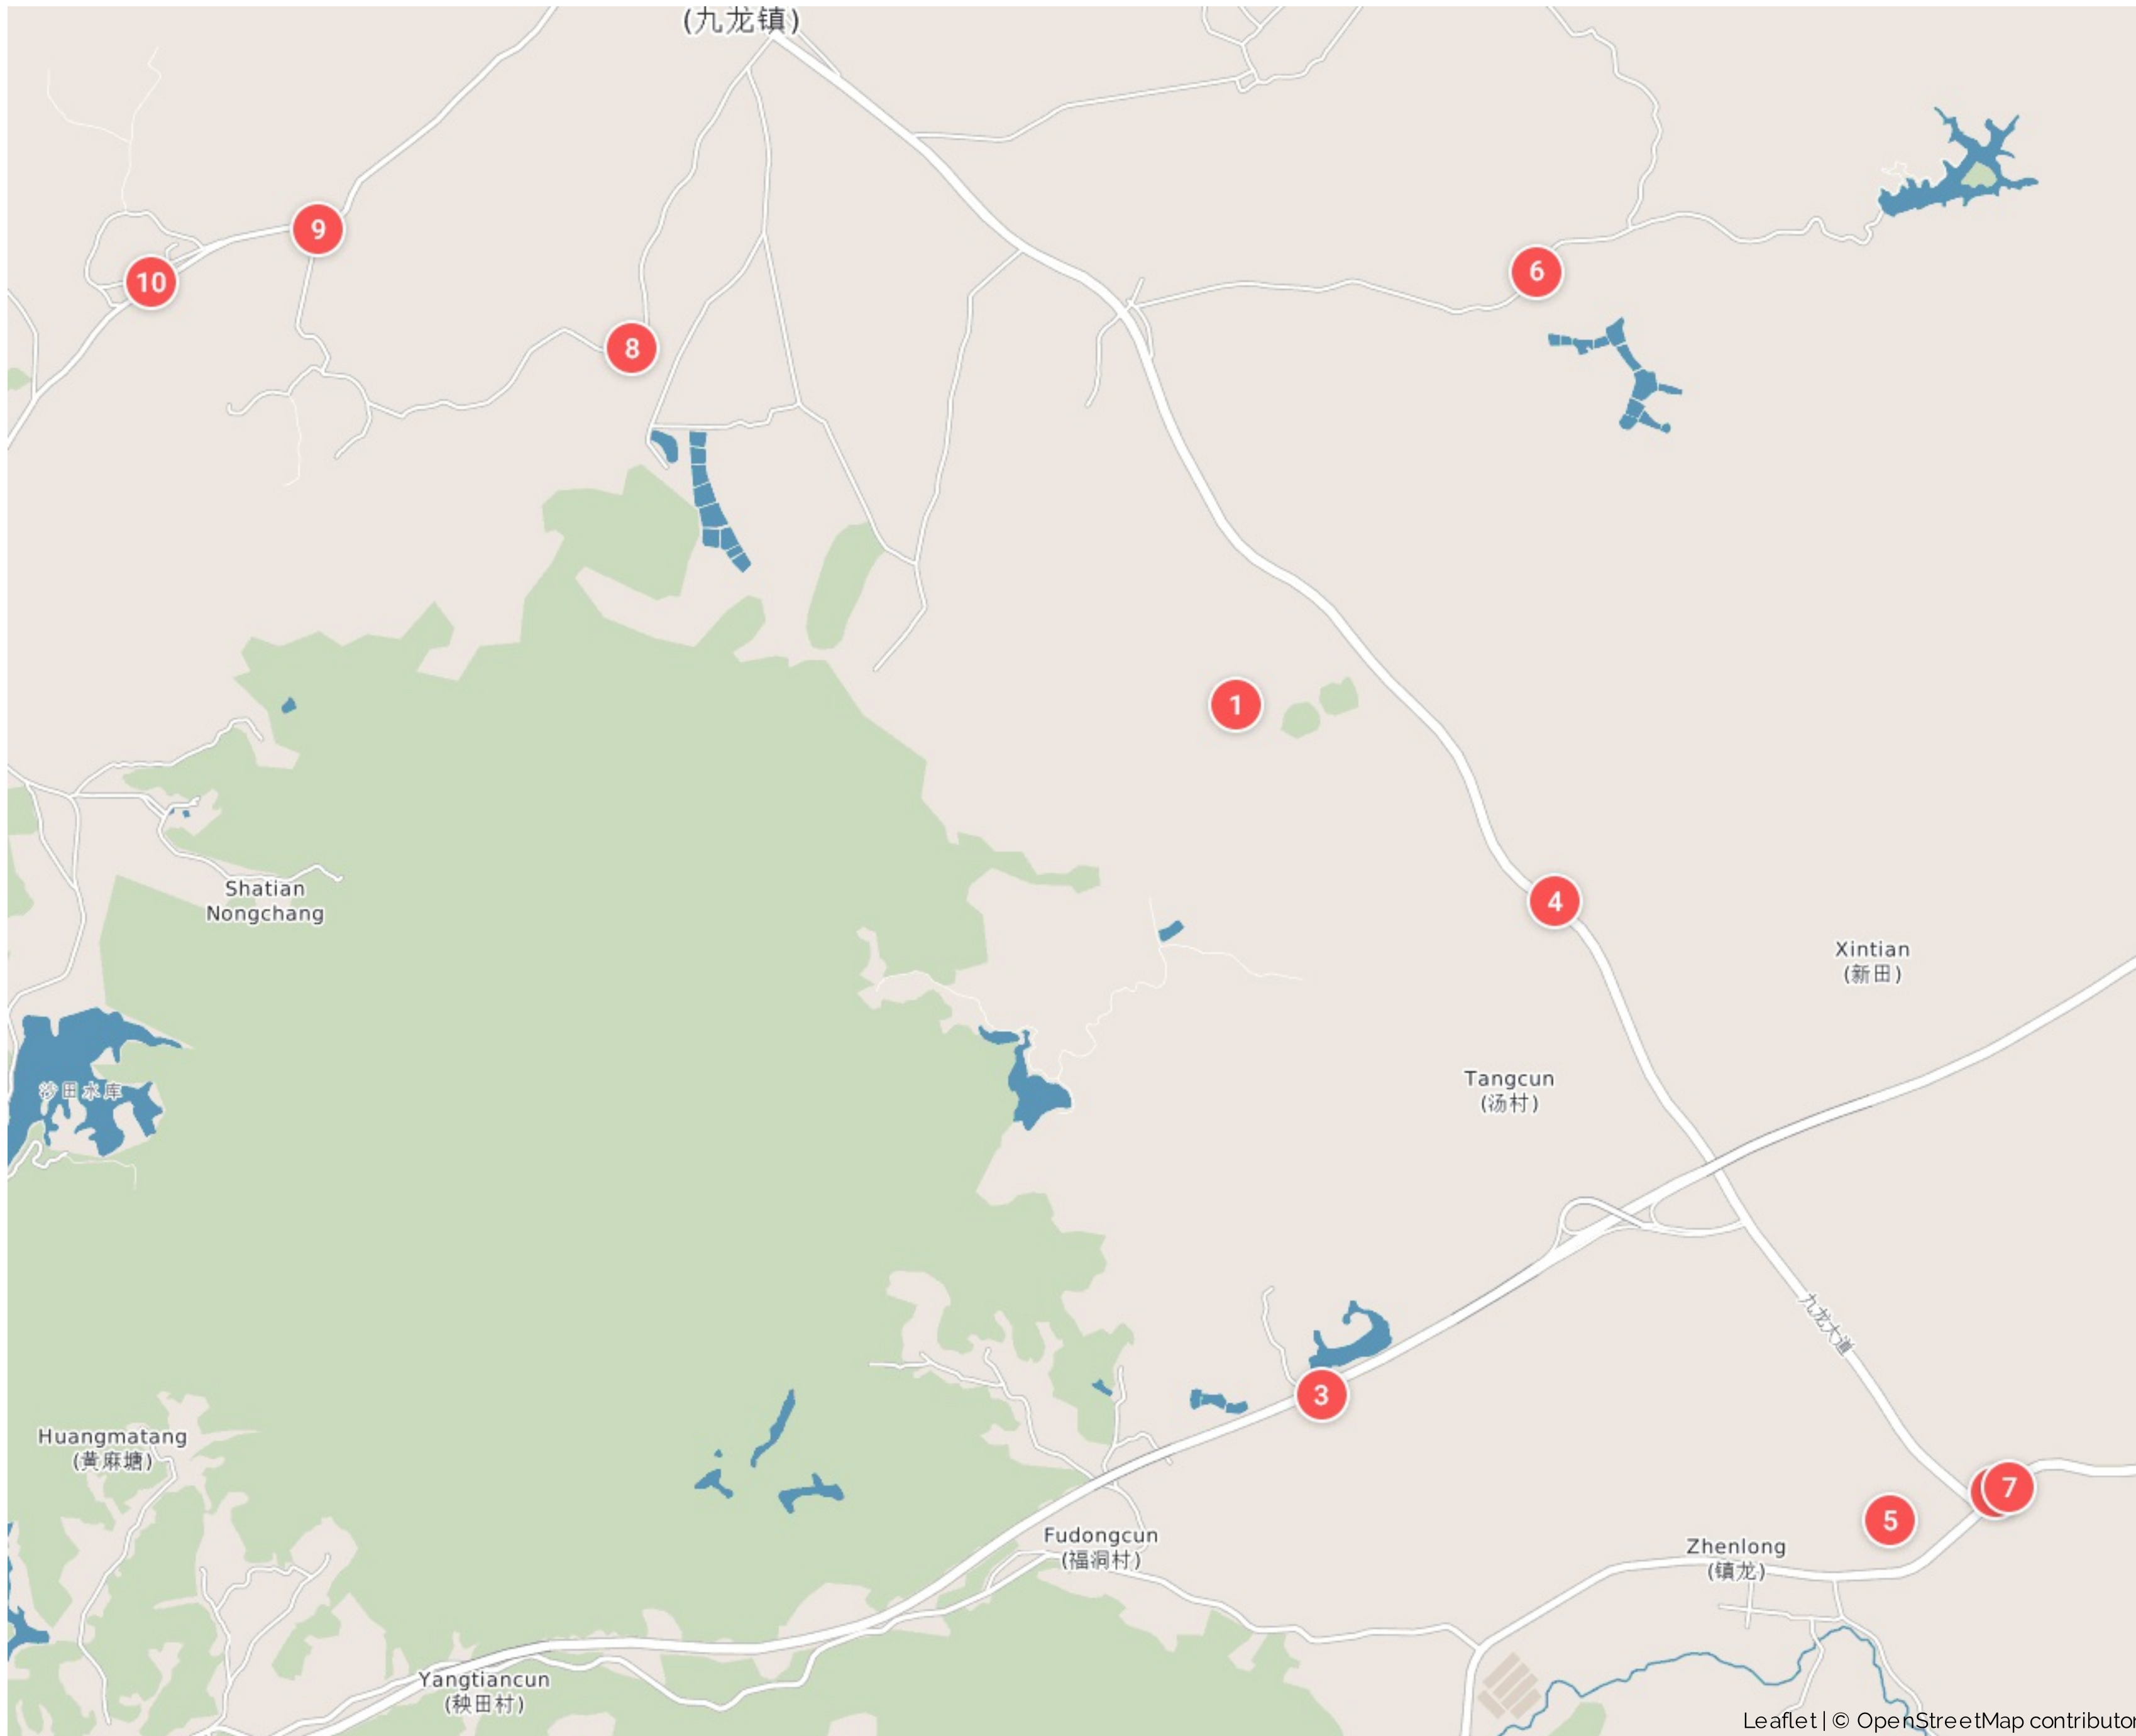 (九龙镇)
9
6
10
8
1
Shatian
Nongchang
4
Xintian
(新田)
Tangcun
(汤村)
沙田水库
九龙大道
3
Huangmatang
(黄麻塘)
7
5
Fudongcun
(福洞村)
Zhenlong
(镇龙)
Yangtiancun
(秧田村)
Leaflet | © OpenStreetMap contributor